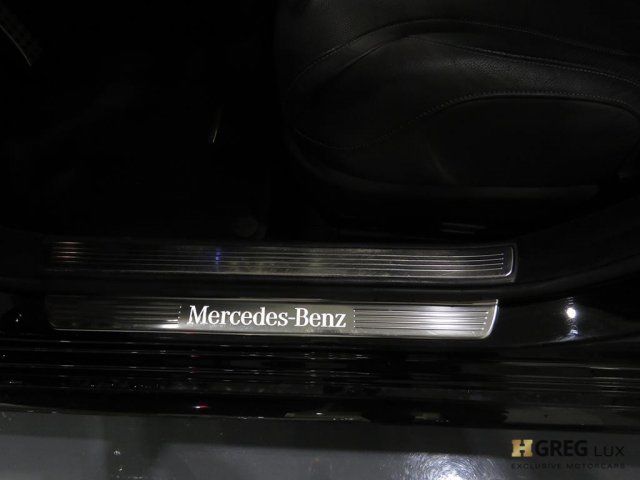 Mercedes-Benz
HGREG LUX
EXCLUSIVE MOTORCARS